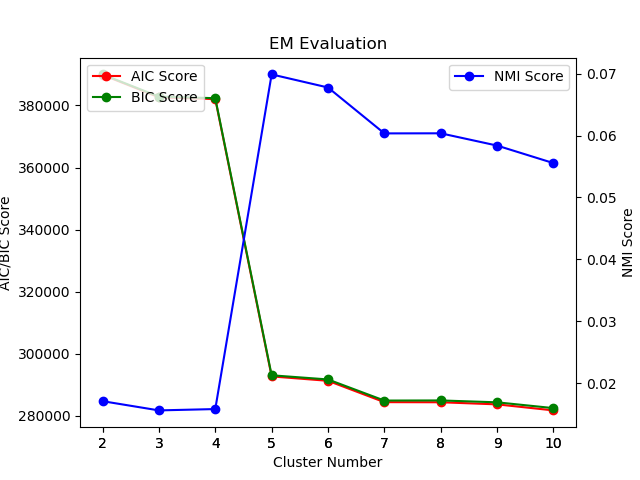 EM Evaluation
AIC Score
BIC Score
NMI Score
380000
360000
340000
320000
300000
280000
AIC/BIC Score
0.07
0.06
0.05
0.04
0.03
0.02
NMI Score
2 3 4 5 6 7 8 9 10
Cluster Number